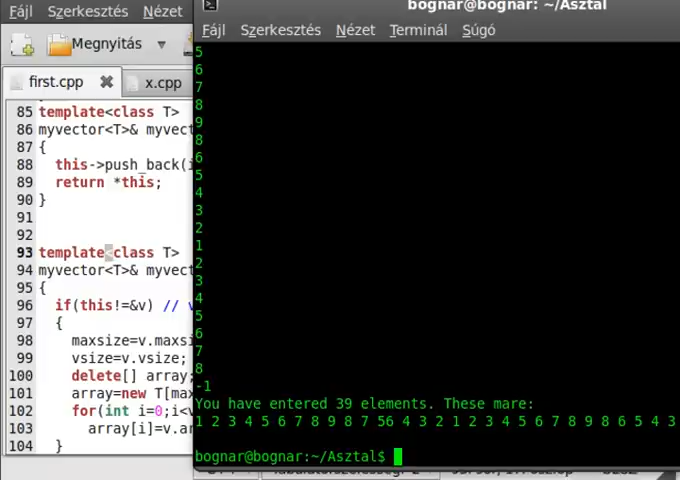 Fájl Szerkesztés Nézet
Megnyitás
first.cpp
x.cpp
85 template<class T>
86 myvector<T>& myvect
87 {
88 this->push_back(i
89 return *this;
90 }
91
92
93 template<class T>
94 myvector<T>& myvect
95 {
96 if(this!=&v) // v
97 {
98 maxsize=v.maxs
99 vsize=v.vsize;
100 delete[] array;
101 array=new T[max
102 for(int i=0;i<v
103 array[i]=v.ar
104 }
bognar@bognar: ~/Asztal
Fájl Szerkesztés Nézet Terminál Súgó
5
6
7
8
9
8
6
5
4
3
2
1
2
3
4
5
6
7
8
-1
You have entered 39 elements. These mare:
1 2 3 4 5 6 7 8 9 8 7 56 4 3 2 1 2 3 4 5 6 7 8 9 8 6 5 4 3
bognar@bognar:~/Asztal$